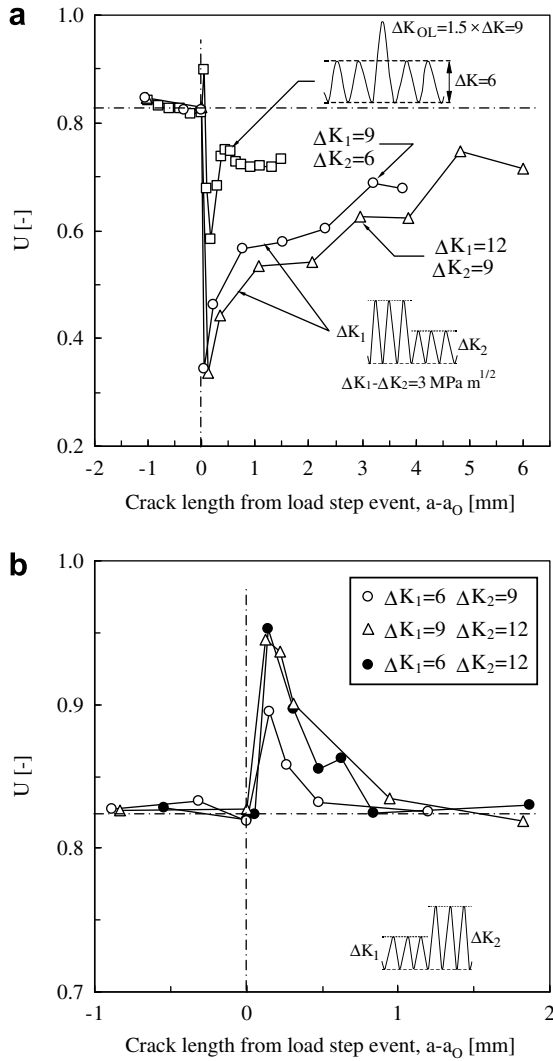 a
1.0
ΔK_OL=1.5×ΔK=9
ΔK=6
0.8
ΔK₁=9
ΔK₂=6
U [-]
0.6
ΔK₁=12
ΔK₂=9
0.4
ΔK₁
ΔK₂
ΔK₁-ΔK₂=3 MPa m^1/2
0.2
-2 -1 0 1 2 3 4 5 6
Crack length from load step event, a-a_O [mm]
b
1.0
ΔK₁=6 ΔK₂=9
ΔK₁=9 ΔK₂=12
ΔK₁=6 ΔK₂=12
0.9
U [-]
0.8
ΔK₁
ΔK₂
0.7
-1 0 1 2
Crack length from load step event, a-a_O [mm]